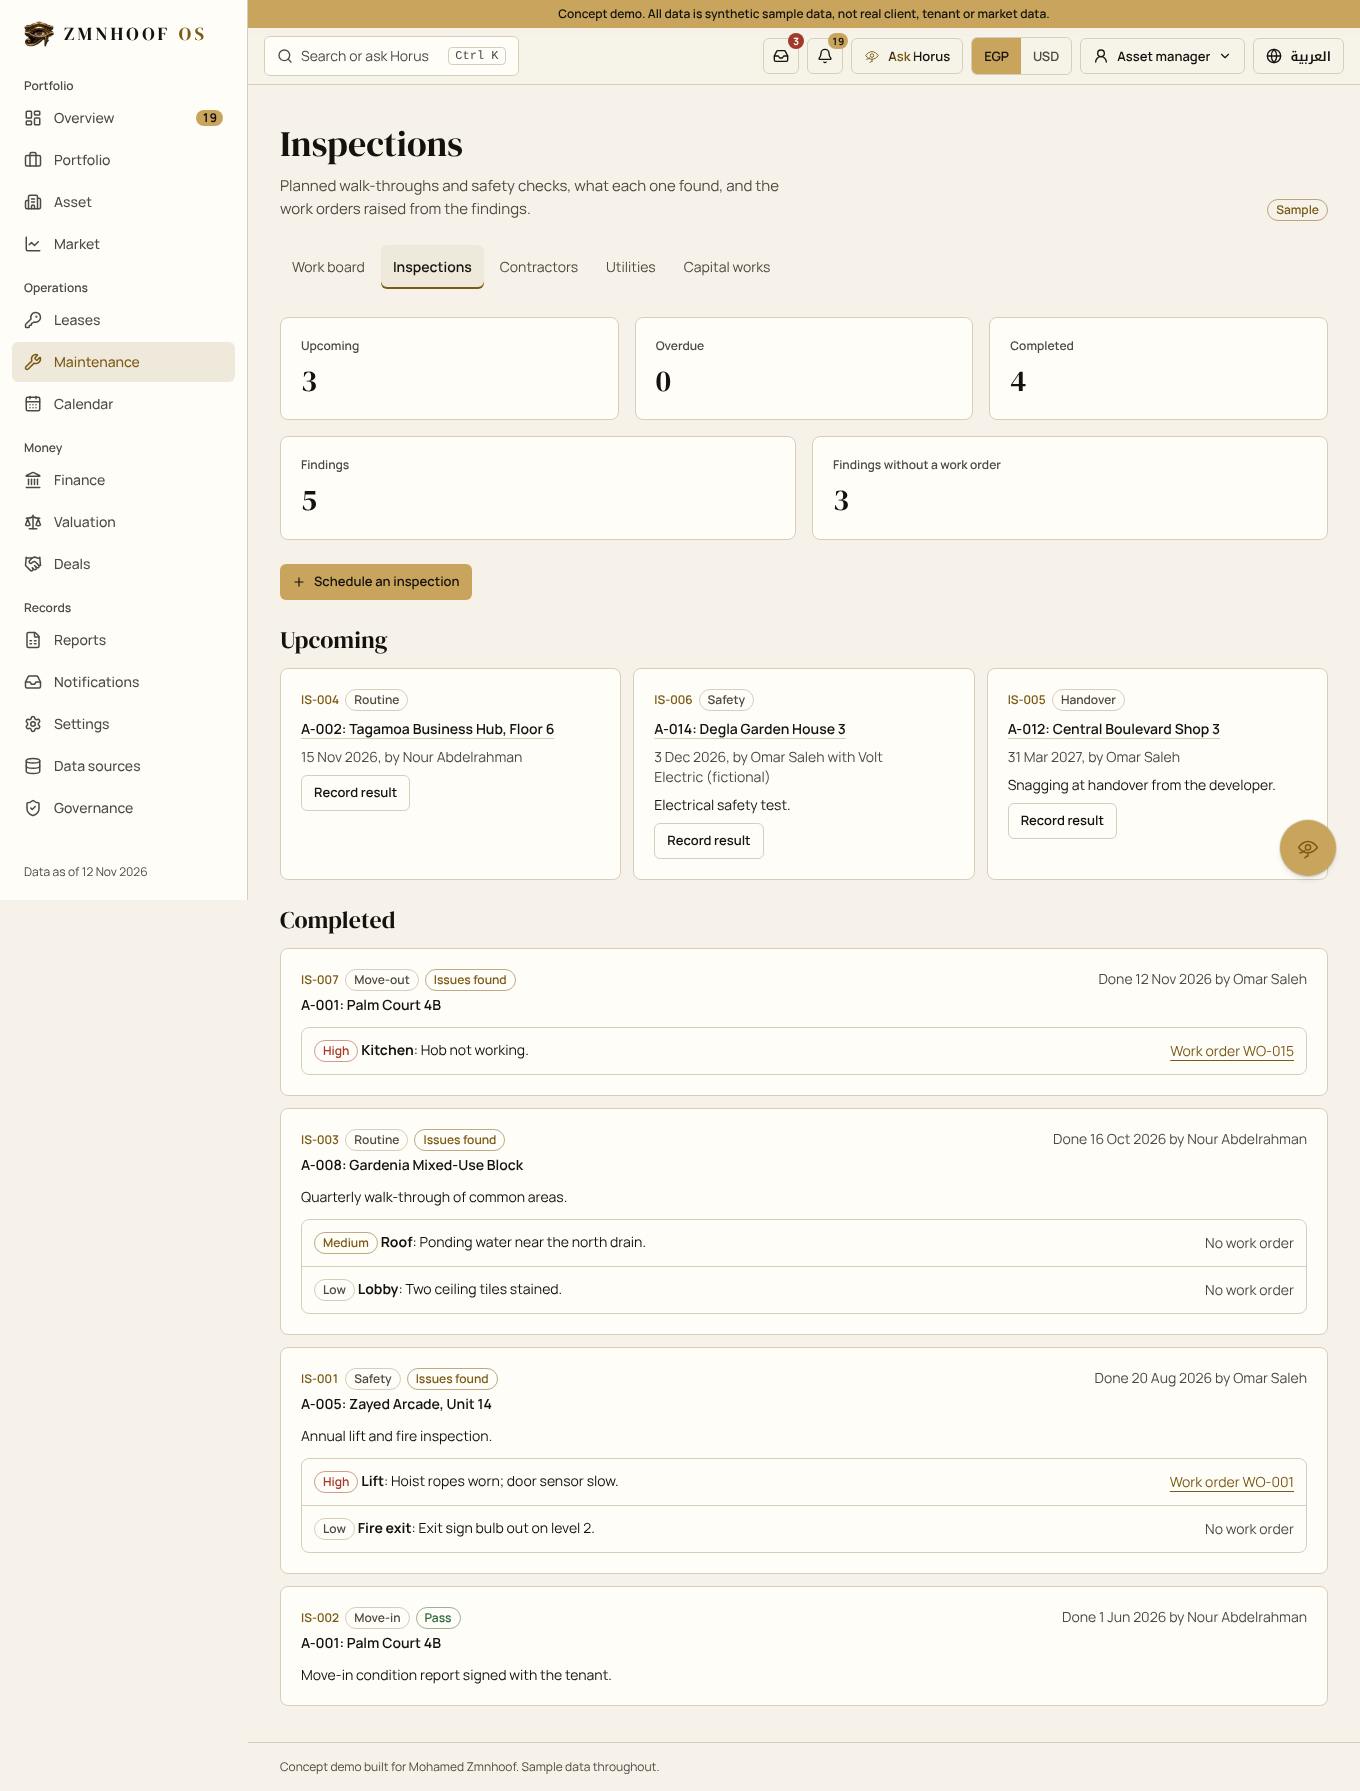 ZMNHOOF OS
Portfolio
Overview 19
Portfolio
Asset
Market
Operations
Leases
Maintenance
Calendar
Money
Finance
Valuation
Deals
Records
Reports
Notifications
Settings
Data sources
Governance
Data as of 12 Nov 2026
Concept demo. All data is synthetic sample data, not real client, tenant or market data.
Search or ask Horus Ctrl K 3 19 Ask Horus EGP USD Asset manager العربية
Inspections
Planned walk-throughs and safety checks, what each one found, and the
work orders raised from the findings.
Sample
Work board Inspections Contractors Utilities Capital works
Upcoming
3
Overdue
0
Completed
4
Findings
5
Findings without a work order
3
Schedule an inspection
Upcoming
IS-004 Routine
A-002: Tagamoa Business Hub, Floor 6
15 Nov 2026, by Nour Abdelrahman
Record result
IS-006 Safety
A-014: Degla Garden House 3
3 Dec 2026, by Omar Saleh with Volt
Electric (fictional)
Electrical safety test.
Record result
IS-005 Handover
A-012: Central Boulevard Shop 3
31 Mar 2027, by Omar Saleh
Snagging at handover from the developer.
Record result
Completed
IS-007 Move-out Issues found Done 12 Nov 2026 by Omar Saleh
A-001: Palm Court 4B
High Kitchen: Hob not working. Work order WO-015
IS-003 Routine Issues found Done 16 Oct 2026 by Nour Abdelrahman
A-008: Gardenia Mixed-Use Block
Quarterly walk-through of common areas.
Medium Roof: Ponding water near the north drain. No work order
Low Lobby: Two ceiling tiles stained. No work order
IS-001 Safety Issues found Done 20 Aug 2026 by Omar Saleh
A-005: Zayed Arcade, Unit 14
Annual lift and fire inspection.
High Lift: Hoist ropes worn; door sensor slow. Work order WO-001
Low Fire exit: Exit sign bulb out on level 2. No work order
IS-002 Move-in Pass Done 1 Jun 2026 by Nour Abdelrahman
A-001: Palm Court 4B
Move-in condition report signed with the tenant.
Concept demo built for Mohamed Zmnhoof. Sample data throughout.